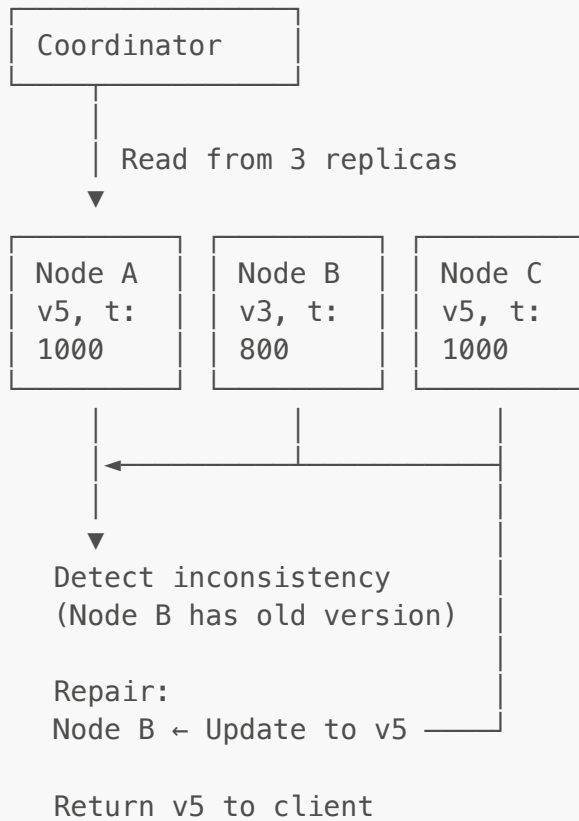 Coordinator
Read from 3 replicas
Node A Node B Node C
v5, t: v3, t: v5, t:
1000 800 1000
Detect inconsistency
(Node B has old version)
Repair:
Node B ← Update to v5
Return v5 to client